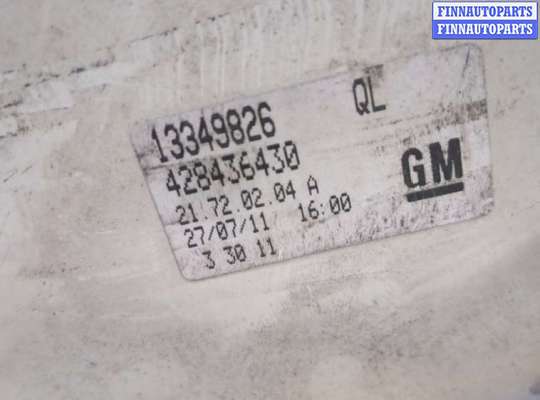 FINNAUTOPARTS
FINNAUTOPARTS
13349826 QL
428436430
GM
21.72.02.04 A
27/07/11 16:00
3 30 11